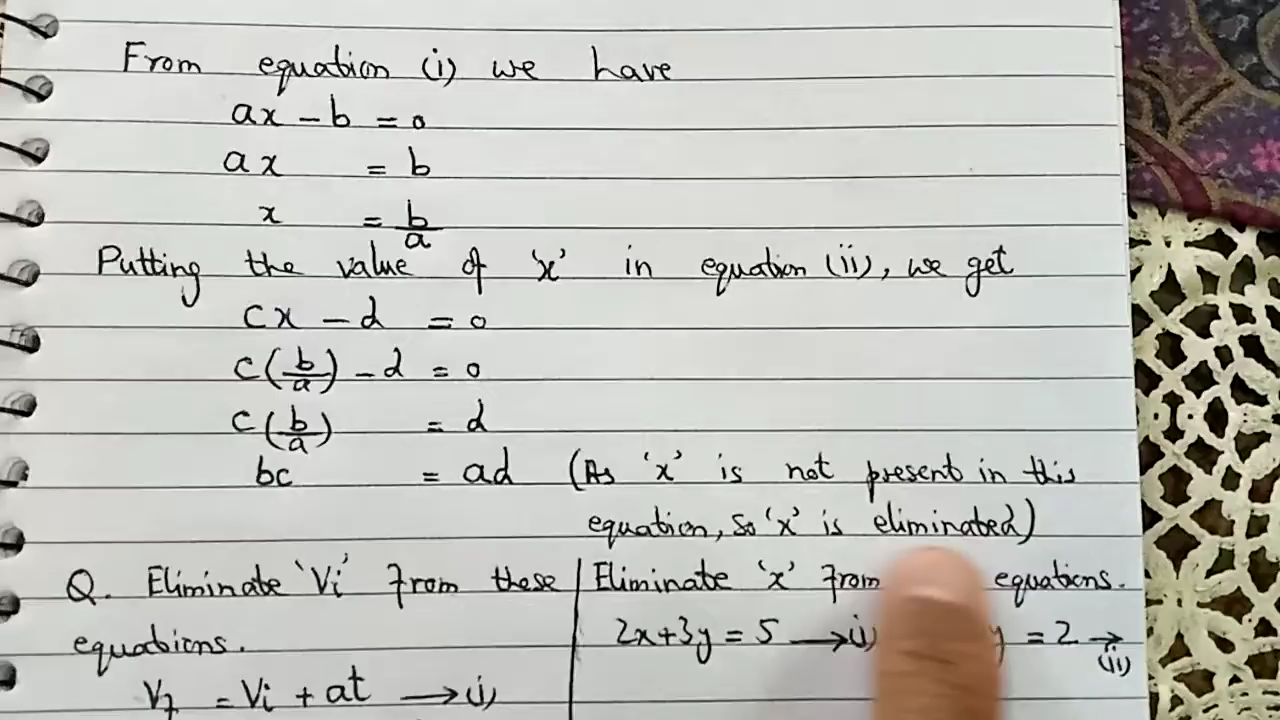 From equation (i) we have
ax - b = 0
ax = b
x = b/a
Putting the value of 'x' in equation (ii), we get
cx - d = 0
c(b/a) - d = 0
c(b/a) = d
bc = ad (As 'x' is not present in this
equation, so 'x' is eliminated)
Q. Eliminate 'Vi' from these
equations.
Vf = Vi + at → (i)
Eliminate 'x' from equations.
2x+3y = 5 → (i) y = 2 →
(ii)